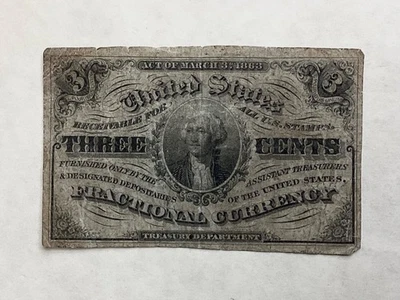 ACT OF MARCH 3, 1863
3 3
United States
RECEIVABLE FOR ALL U.S. STAMPS.
THREE CENTS
FURNISHED ONLY BY THE ASSISTANT TREASURERS
& DESIGNATED DEPOSITARIES OF THE UNITED STATES,
FRACTIONAL CURRENCY
TREASURY DEPARTMENT